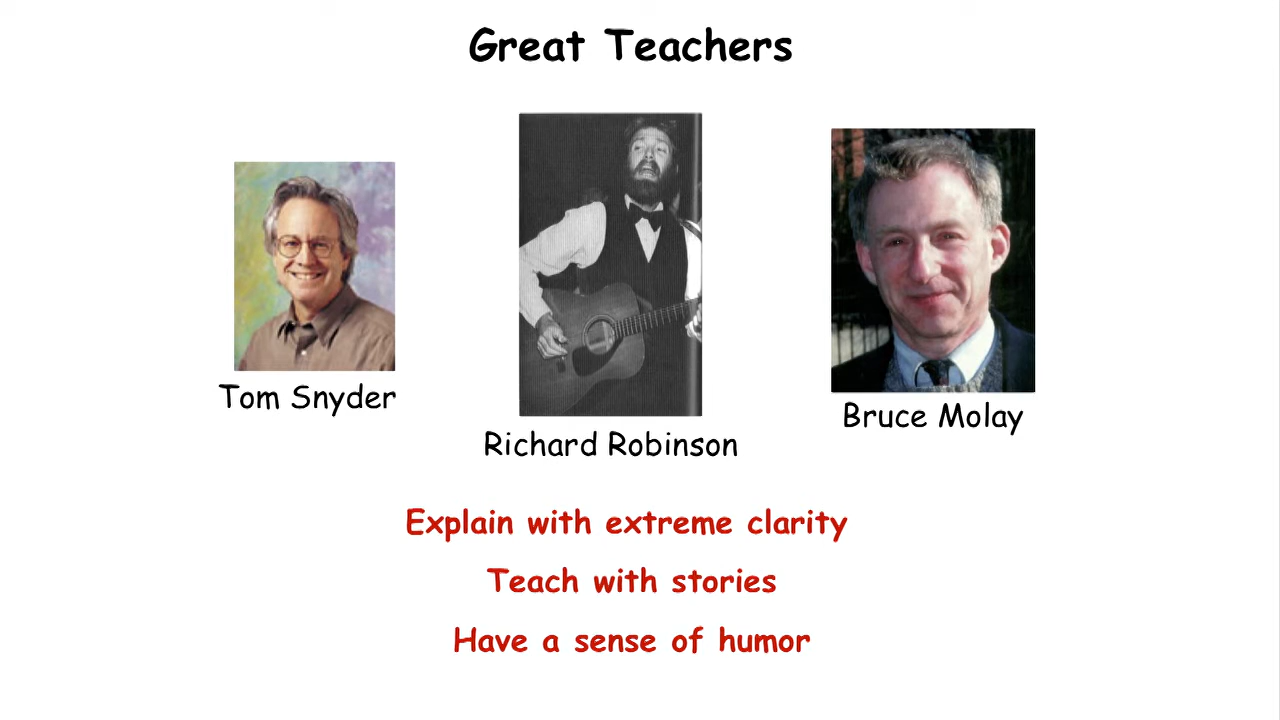 Great Teachers
Tom Snyder
Richard Robinson
Bruce Molay
Explain with extreme clarity
Teach with stories
Have a sense of humor